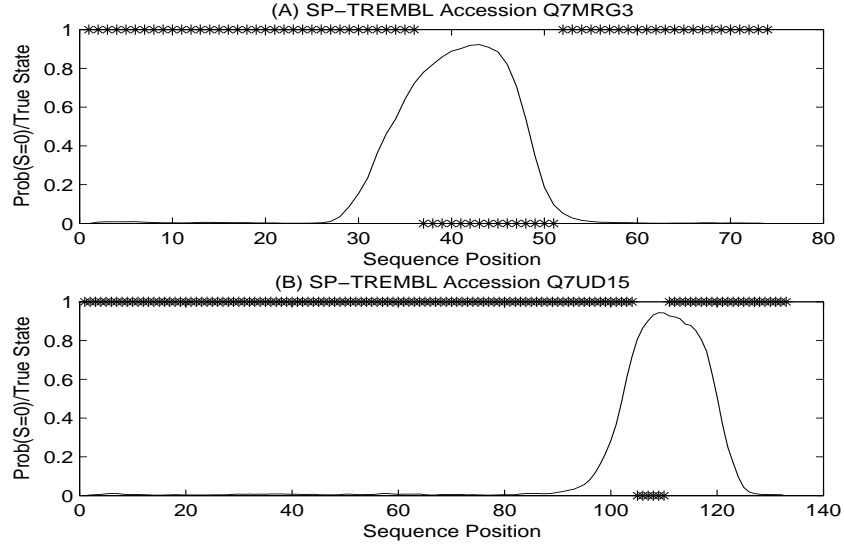 (A) SP−TREMBL Accession Q7MRG3
Prob(S=0)/True State
1
0.8
0.6
0.4
0.2
0
0 10 20 30 40 50 60 70 80
Sequence Position
(B) SP−TREMBL Accession Q7UD15
Prob(S=0)/True State
1
0.8
0.6
0.4
0.2
0
0 20 40 60 80 100 120 140
Sequence Position